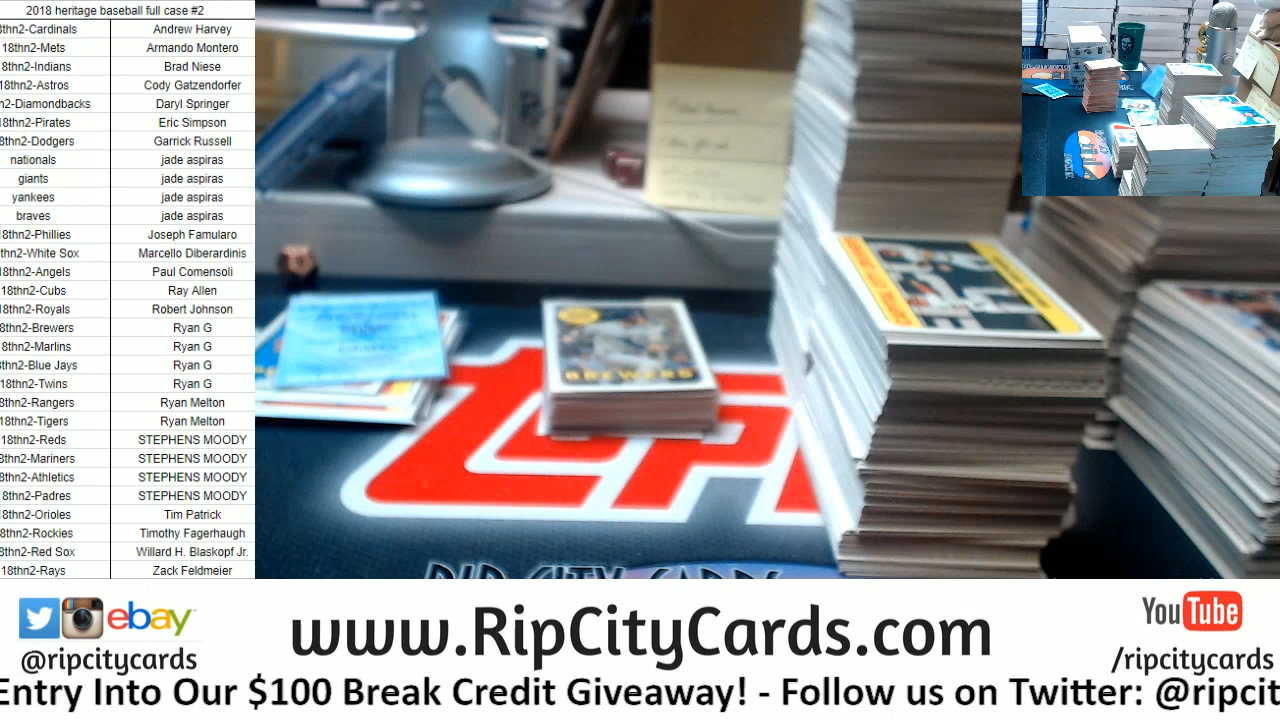 2018 heritage baseball full case #2
8thn2-Cardinals Andrew Harvey
18thn2-Mets Armando Montero
8thn2-Indians Brad Niese
18thn2-Astros Cody Gatzendorfer
n2-Diamondbacks Daryl Springer
8thn2-Pirates Eric Simpson
8thn2-Dodgers Garrick Russell
nationals jade aspiras
giants jade aspiras
yankees jade aspiras
braves jade aspiras
18thn2-Phillies Joseph Famularo
thn2-White Sox Marcello Diberardinis
18thn2-Angels Paul Comensoli
18thn2-Cubs Ray Allen
18thn2-Royals Robert Johnson
8thn2-Brewers Ryan G
18thn2-Marlins Ryan G
thn2-Blue Jays Ryan G
18thn2-Twins Ryan G
8thn2-Rangers Ryan Melton
18thn2-Tigers Ryan Melton
18thn2-Reds STEPHENS MOODY
8thn2-Mariners STEPHENS MOODY
8thn2-Athletics STEPHENS MOODY
18thn2-Padres STEPHENS MOODY
18thn2-Orioles Tim Patrick
8thn2-Rockies Timothy Fagerhaugh
8thn2-Red Sox Willard H. Blaskopf Jr.
18thn2-Rays Zack Feldmeier
BREWERS
RIP CITY CARDS
ebay
@ripcitycards
www.RipCityCards.com
YouTube
/ripcitycards
Entry Into Our $100 Break Credit Giveaway! - Follow us on Twitter: @ripcit